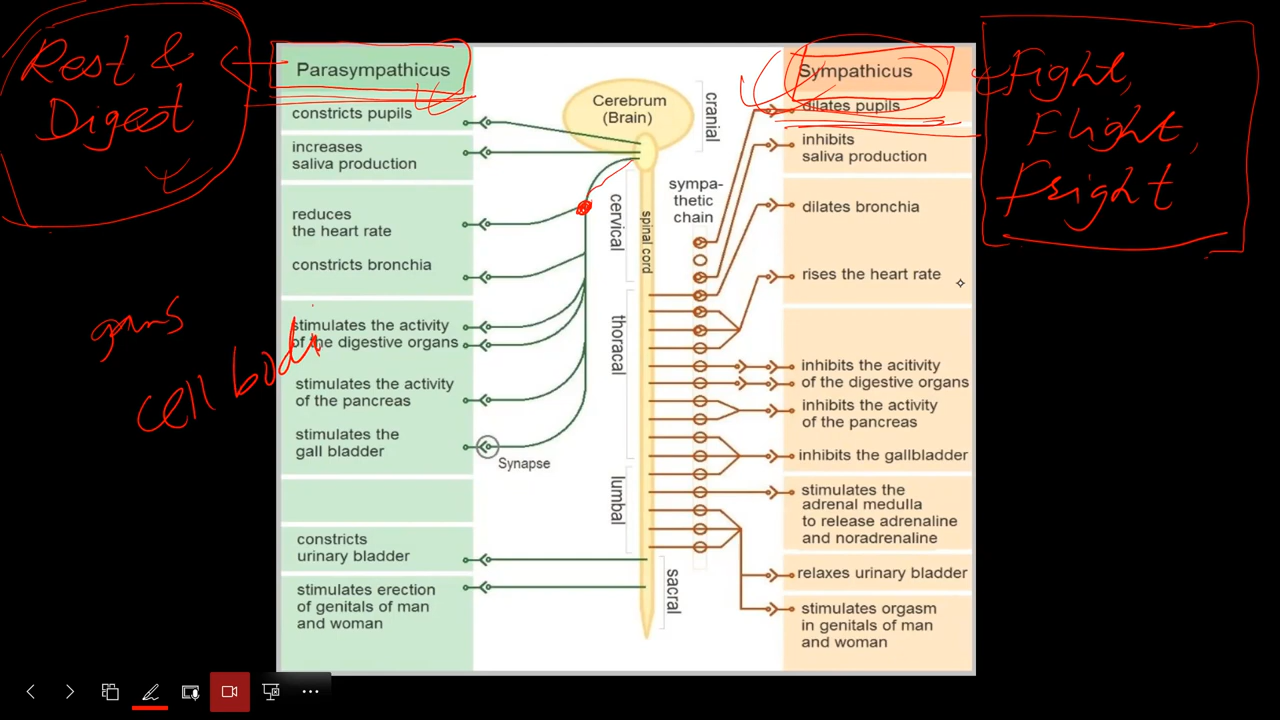 Rest &
Digest
Parasympathicus
constricts pupils
increases
saliva production
reduces
the heart rate
constricts bronchia
stimulates the activity
of the digestive organs
stimulates the activity
of the pancreas
stimulates the
gall bladder
constricts
urinary bladder
stimulates erection
of genitals of man
and woman
cell body
Synapse
Cerebrum
(Brain)
cranial
cervical
spinal cord
thoracal
lumbal
sacral
sympa-
thetic
chain
Sympathicus
dilates pupils
inhibits
saliva production
dilates bronchia
rises the heart rate
inhibits the acitivity
of the digestive organs
inhibits the activity
of the pancreas
inhibits the gallbladder
stimulates the
adrenal medulla
to release adrenaline
and noradrenaline
relaxes urinary bladder
stimulates orgasm
in genitals of man
and woman
Fight,
Flight,
Fright